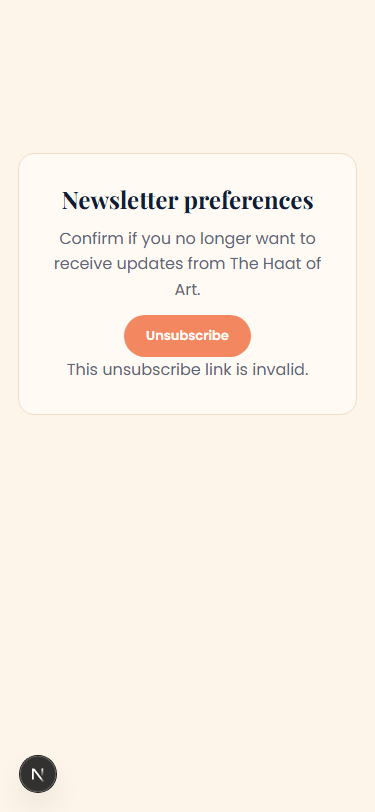 Newsletter preferences
Confirm if you no longer want to
receive updates from The Haat of
Art.
Unsubscribe
This unsubscribe link is invalid.
N